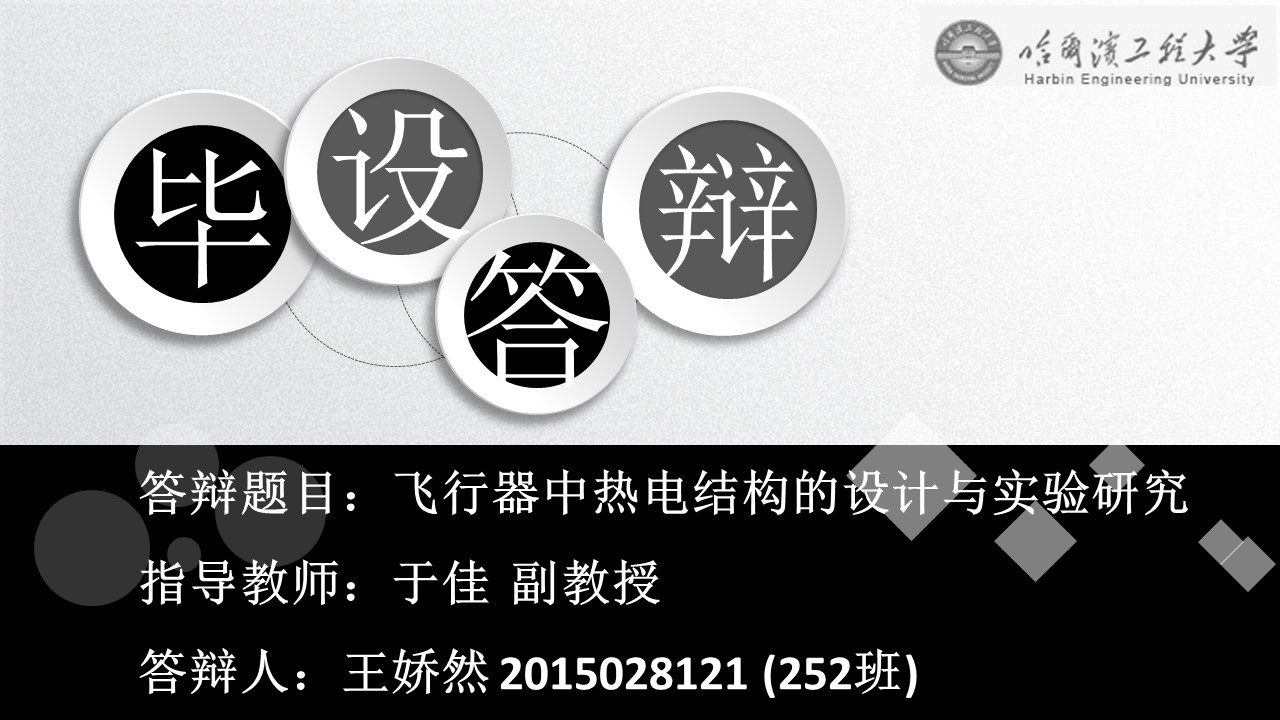 哈尔滨工程大学
Harbin Engineering University
毕设答辩
答辩题目：飞行器中热电结构的设计与实验研究
指导教师：于佳 副教授
答辩人：王娇然 2015028121 (252班)